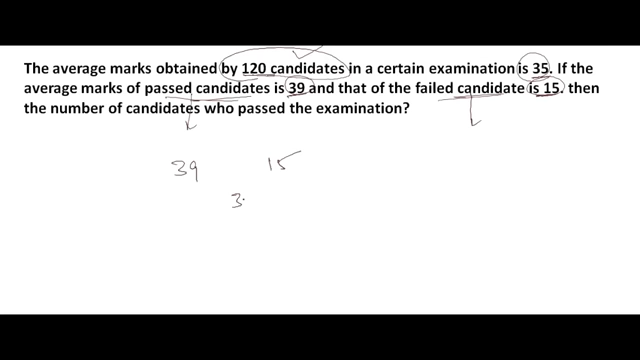 The average marks obtained by 120 candidates in a certain examination is 35. If the
average marks of passed candidates is 39 and that of the failed candidate is 15. then
the number of candidates who passed the examination?
39 15
3